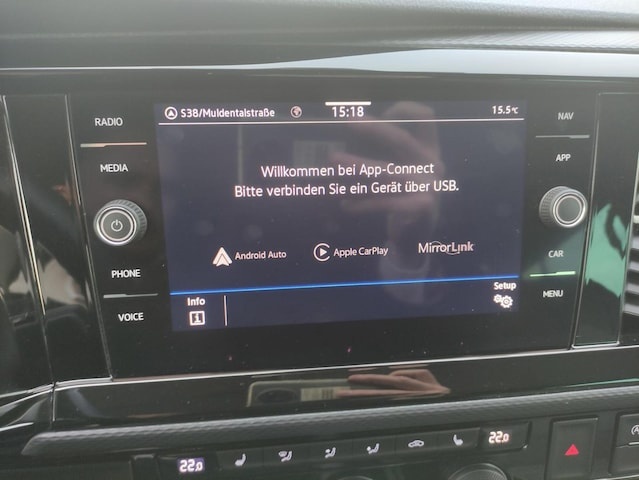 S38/Muldentalstraße 15:18 15.5°C
RADIO
MEDIA
PHONE
VOICE
Willkommen bei App-Connect
Bitte verbinden Sie ein Gerät über USB.
Android Auto Apple CarPlay MirrorLink
Info Setup
NAV
APP
CAR
MENU
22.0 22.0